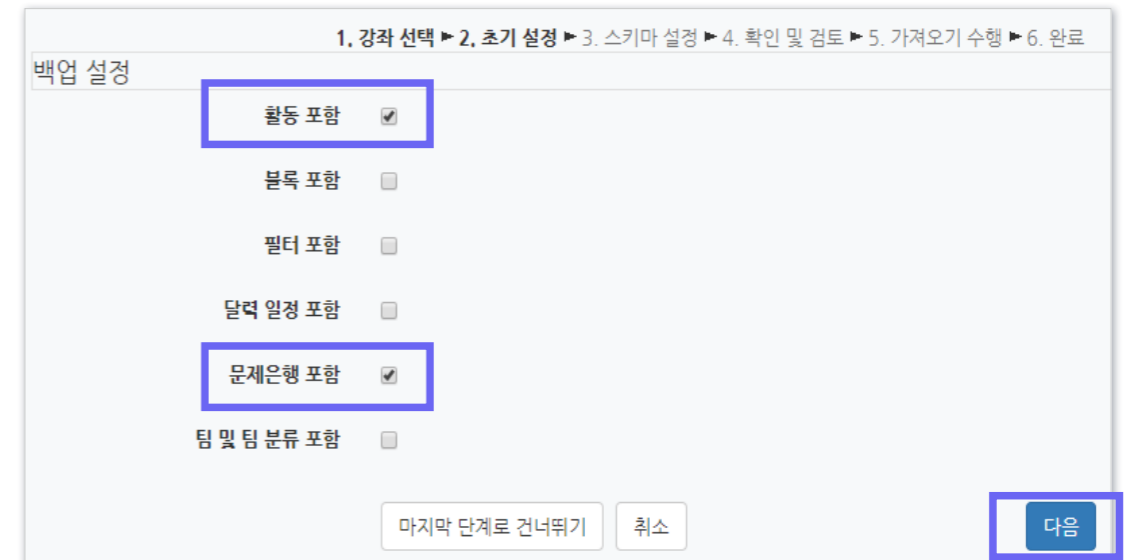 1. 강좌 선택 ► 2. 초기 설정 ► 3. 스키마 설정 ► 4. 확인 및 검토 ► 5. 가져오기 수행 ► 6. 완료
백업 설정
활동 포함
블록 포함
필터 포함
달력 일정 포함
문제은행 포함
팀 및 팀 분류 포함
마지막 단계로 건너뛰기 취소 다음